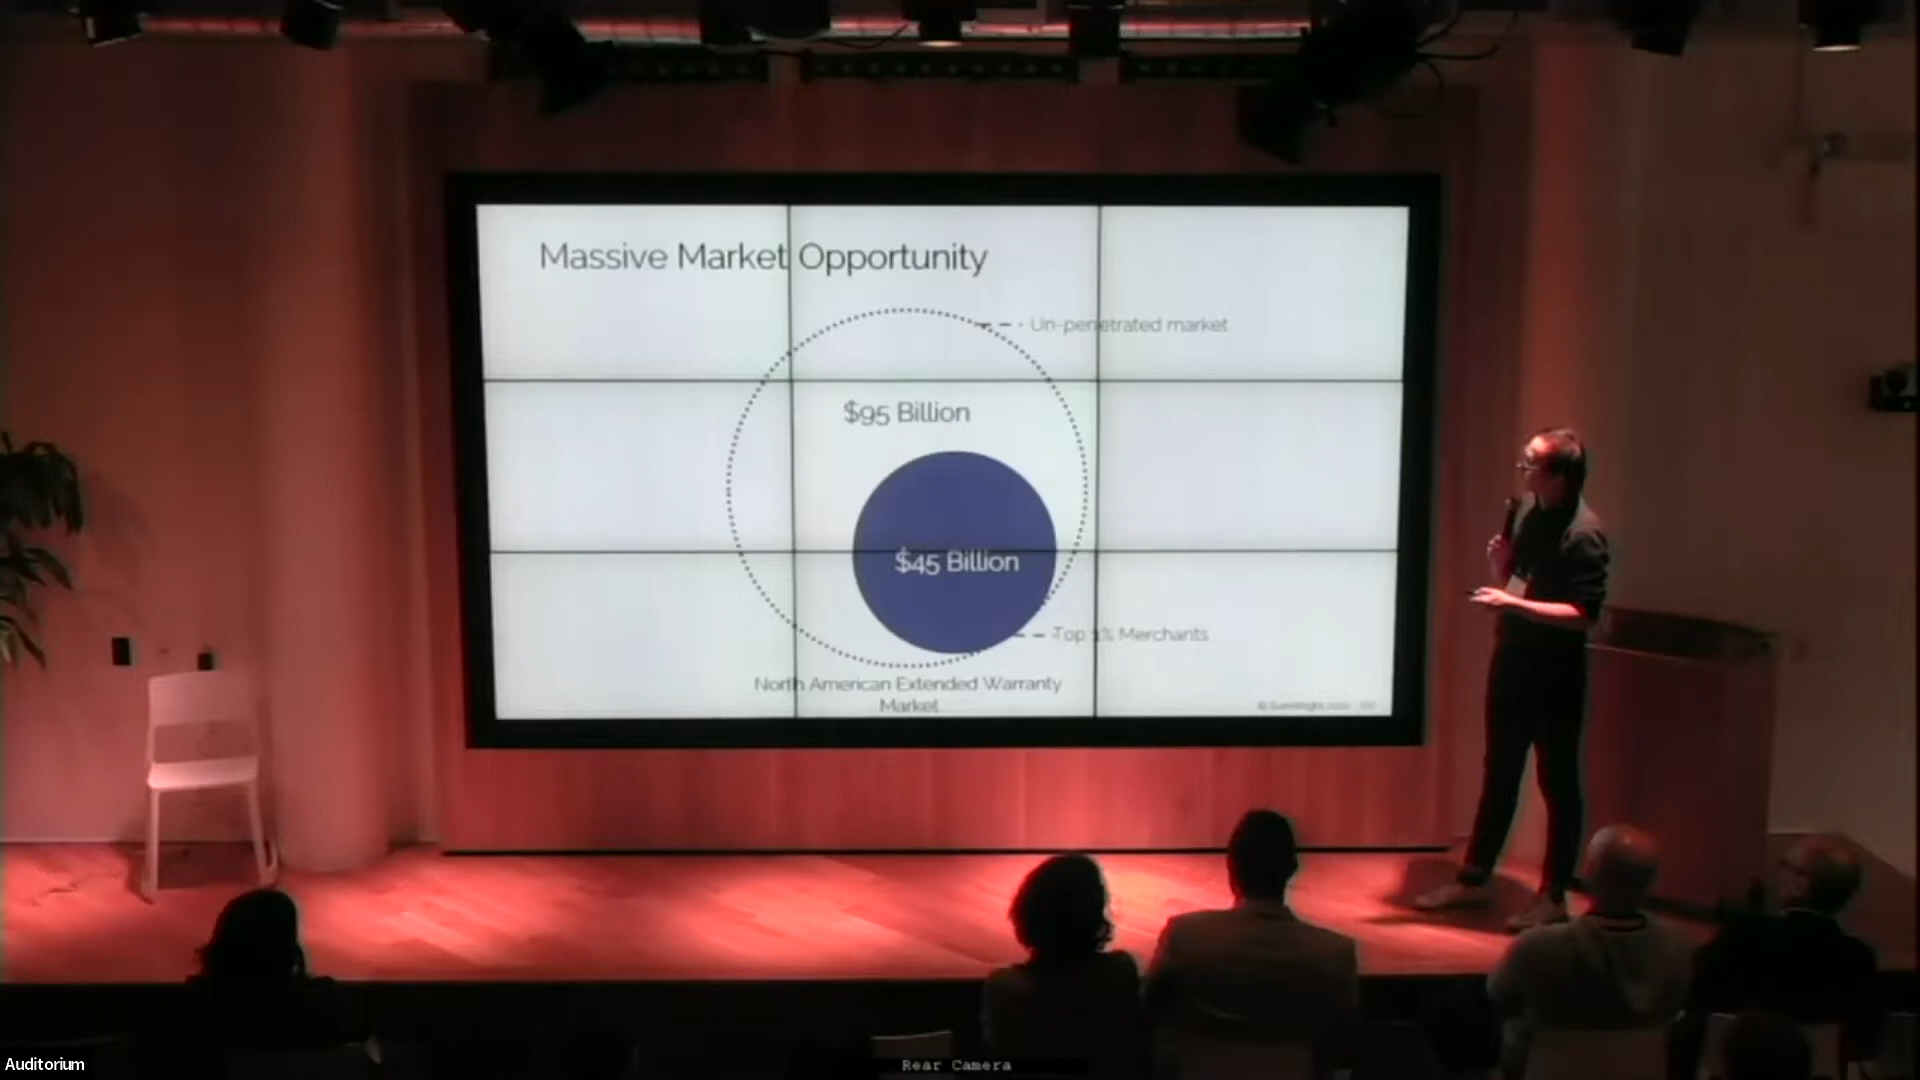 Massive Market Opportunity
Un-penetrated market
$95 Billion
$45 Billion
Top 1% Merchants
North American Extended Warranty
Market
Auditorium
Rear Camera